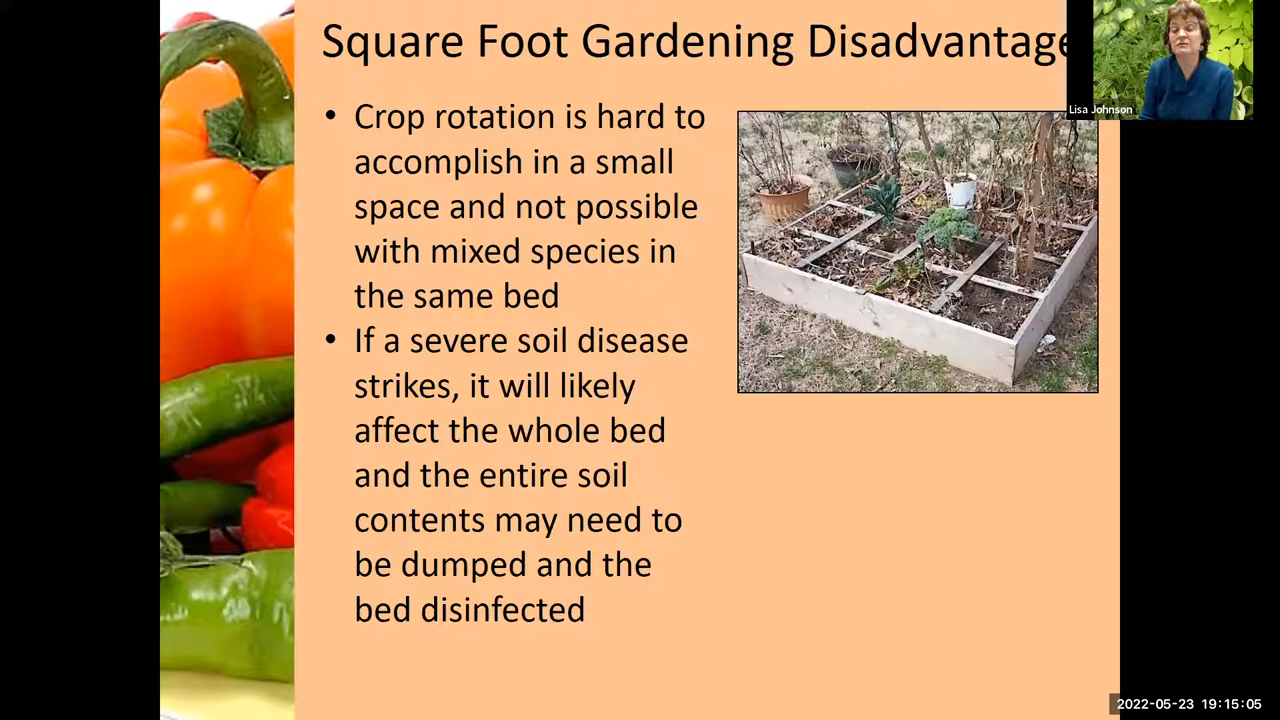 Square Foot Gardening Disadvantage
Lisa Johnson
• Crop rotation is hard to
accomplish in a small
space and not possible
with mixed species in
the same bed
• If a severe soil disease
strikes, it will likely
affect the whole bed
and the entire soil
contents may need to
be dumped and the
bed disinfected
2022-05-23 19:15:05